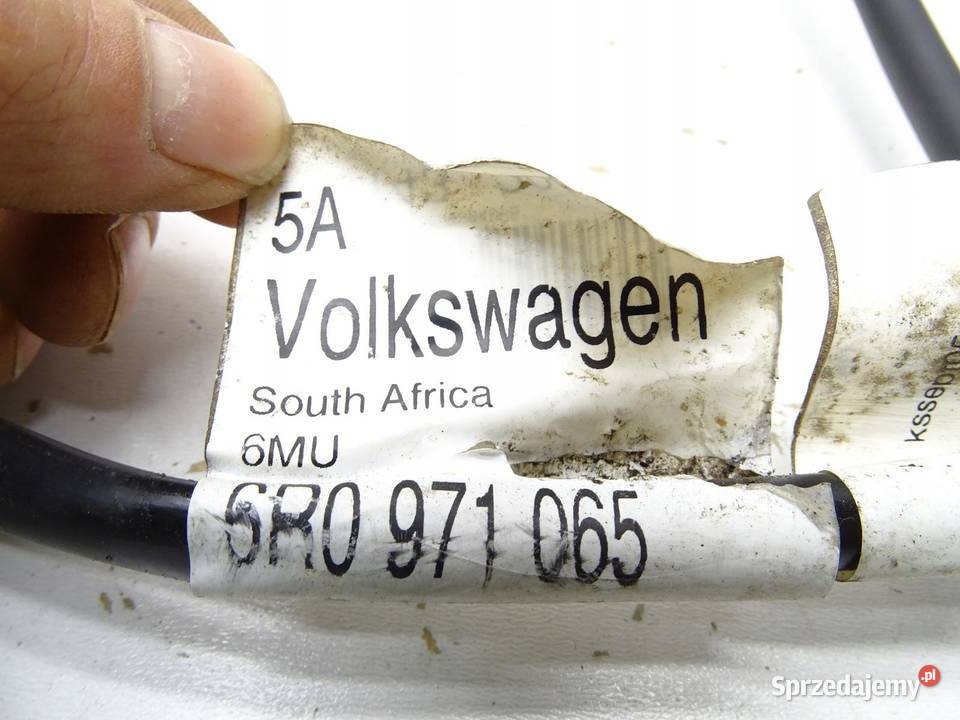 5A
Volkswagen
South Africa
6MU
6R0 971 065
Sprzedajemy.pl